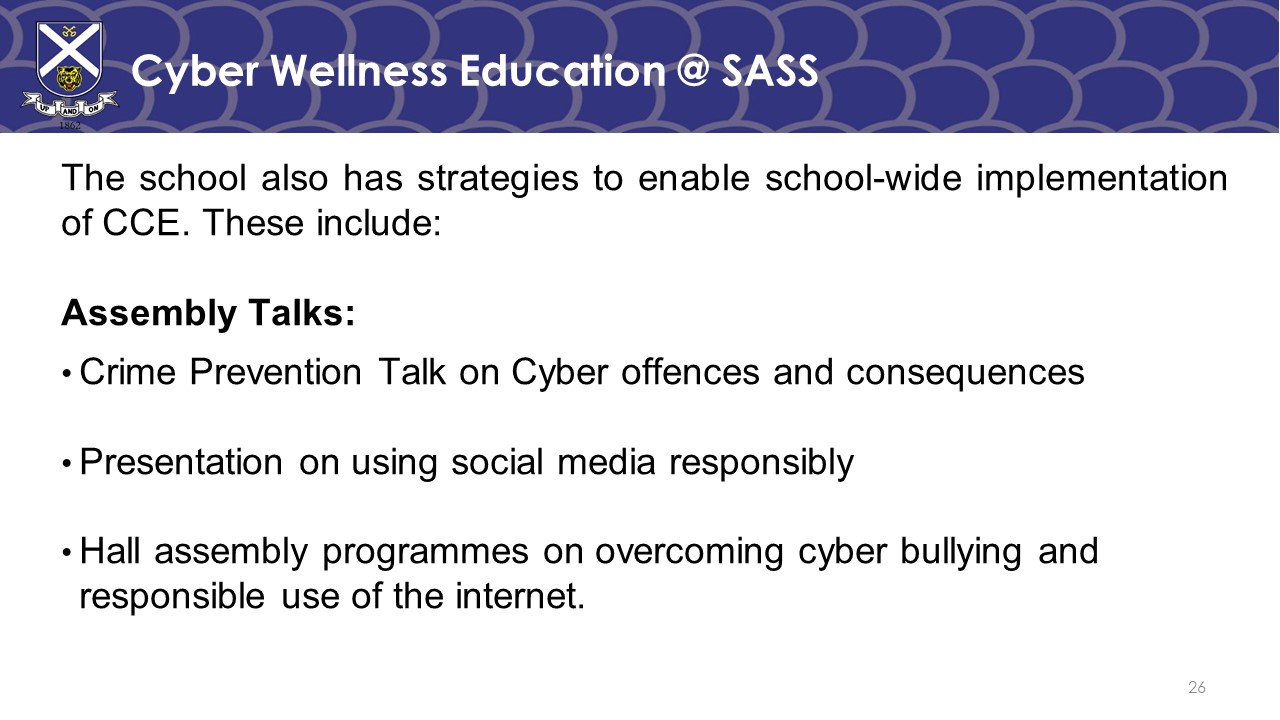 Cyber Wellness Education @ SASS
UP AND ON
1862
The school also has strategies to enable school-wide implementation
of CCE. These include:
Assembly Talks:
• Crime Prevention Talk on Cyber offences and consequences
• Presentation on using social media responsibly
• Hall assembly programmes on overcoming cyber bullying and
responsible use of the internet.
26